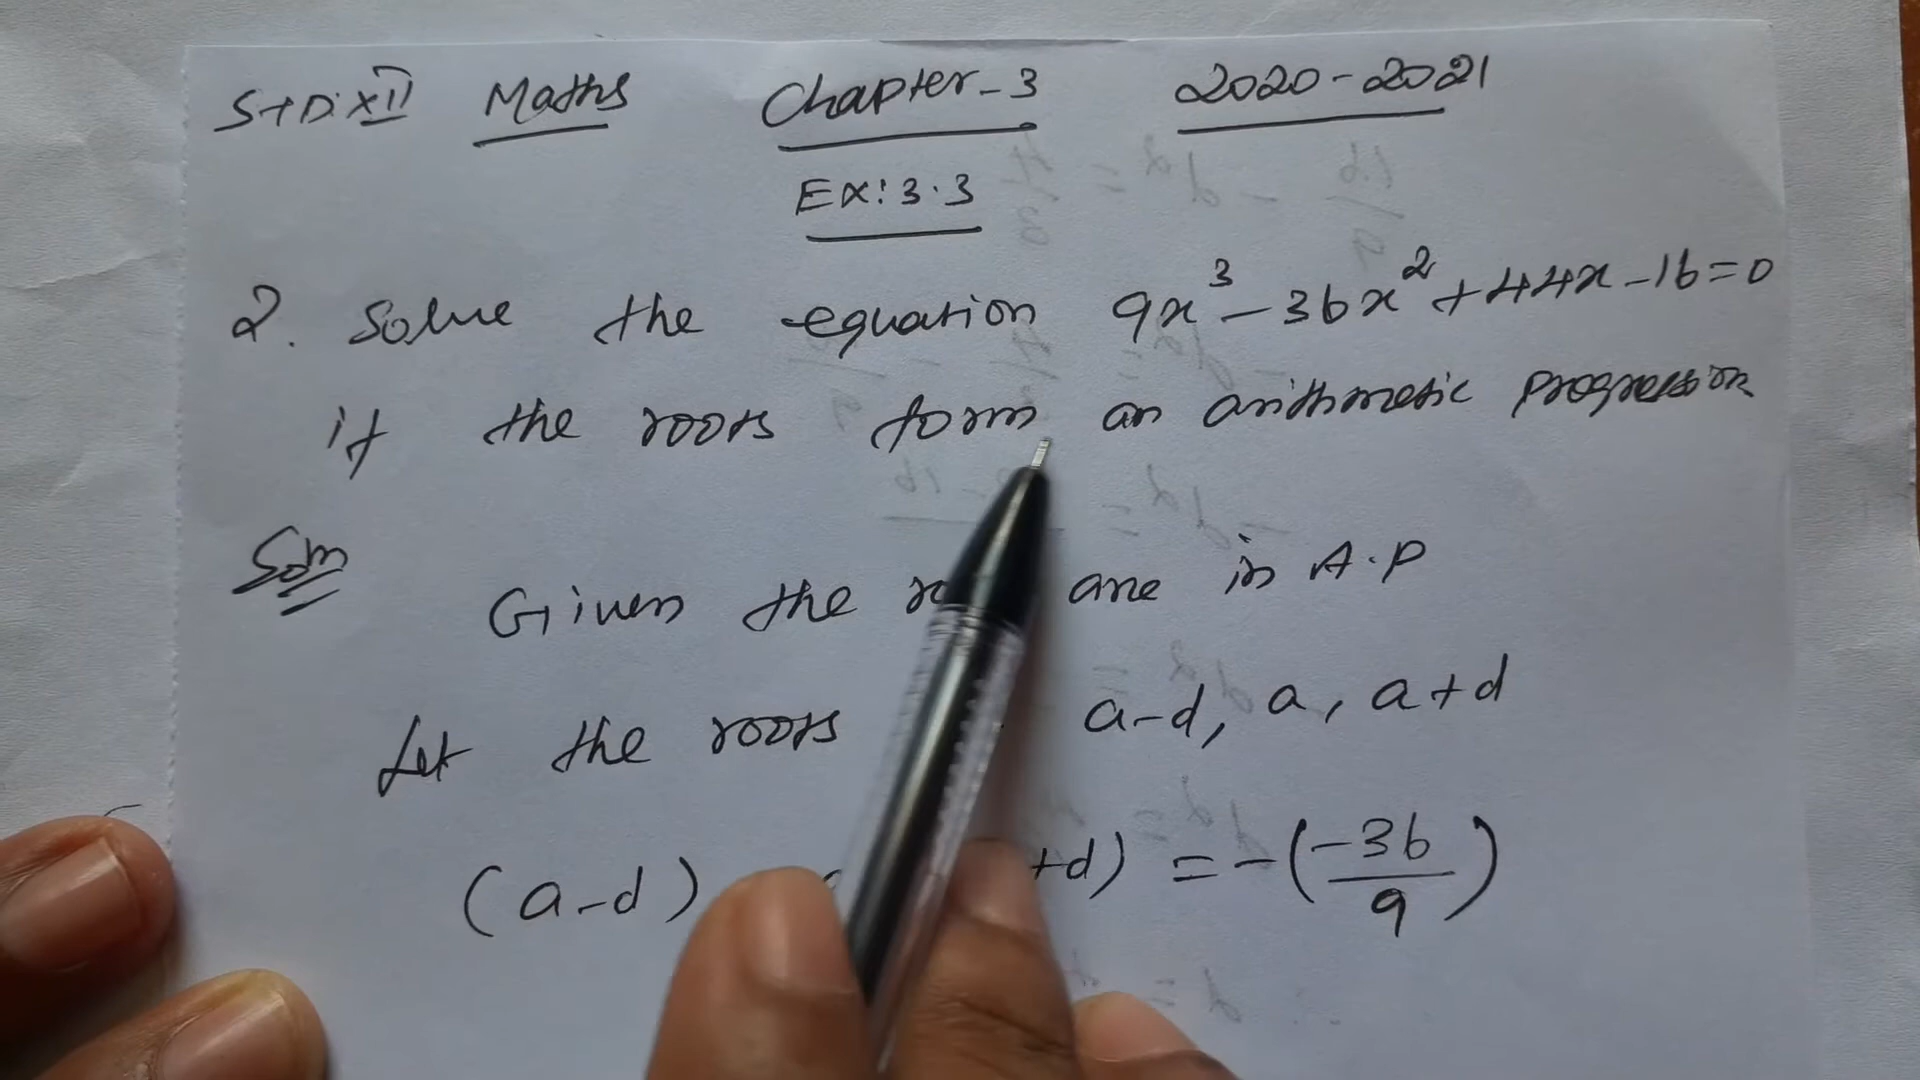 STD: XII Maths Chapter-3 2020-2021
Ex: 3.3
2. Solve the equation 9x³ - 36x² + 44x - 16 = 0
if the roots form an arithmetic progression
Soln
Given the are in A.P
Let the roots a-d, a, a+d
(a-d) +d) = -(-36/9)